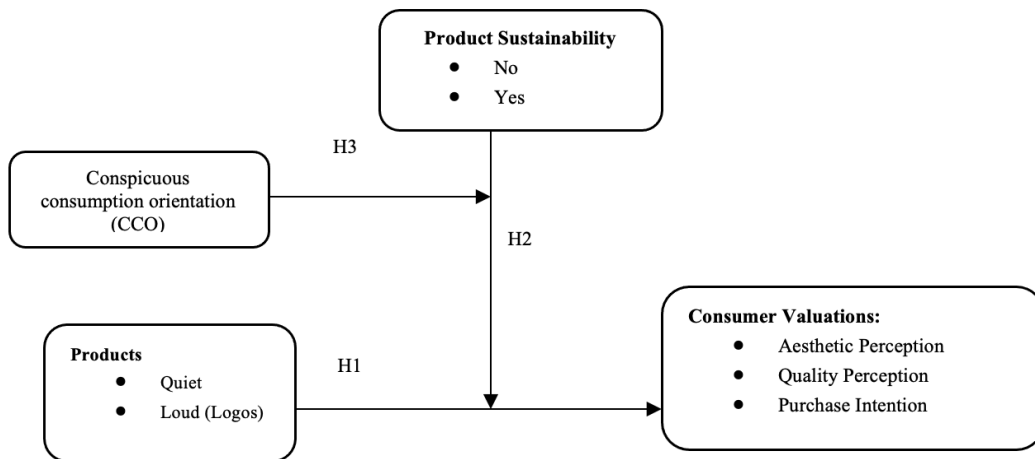 Product Sustainability
● No
● Yes
H3
Conspicuous
consumption orientation
(CCO)
H2
Products
● Quiet
● Loud (Logos)
H1
Consumer Valuations:
● Aesthetic Perception
● Quality Perception
● Purchase Intention